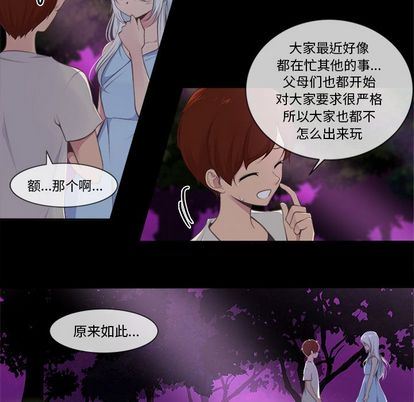 额...那个啊...
大家最近好像
都在忙其他的事...
父母们也都开始
对大家要求很严格
所以大家也都不
怎么出来玩
原来如此...